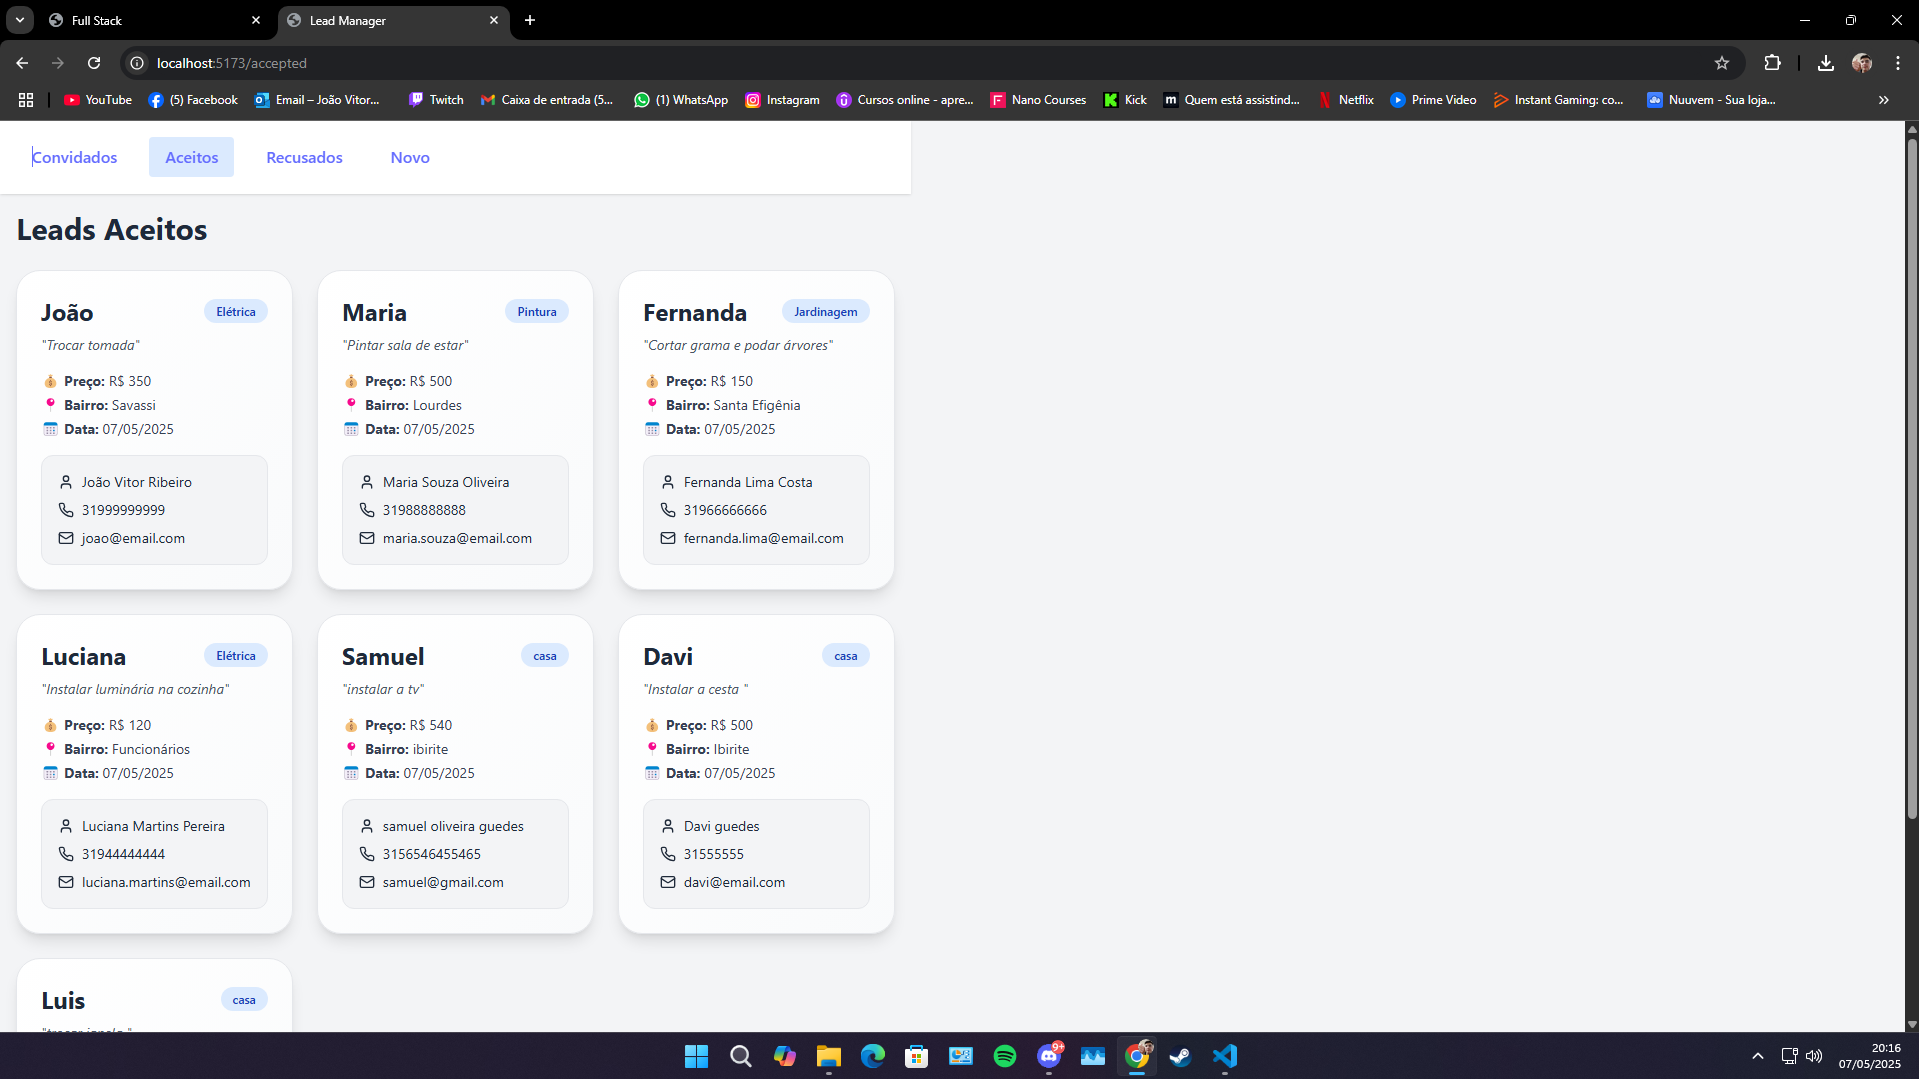 Full Stack
Lead Manager
localhost:5173/accepted
YouTube
(5) Facebook
Email – João Vitor...
Twitch
Caixa de entrada (5...
(1) WhatsApp
Instagram
Cursos online - apre...
Nano Courses
Kick
Quem está assistind...
Netflix
Prime Video
Instant Gaming: co...
Nuuvem - Sua loja...
Convidados
Aceitos
Recusados
Novo
Leads Aceitos
João
Elétrica
"Trocar tomada"
Preço: R$ 350
Bairro: Savassi
Data: 07/05/2025
João Vitor Ribeiro
31999999999
joao@email.com
Maria
Pintura
"Pintar sala de estar"
Preço: R$ 500
Bairro: Lourdes
Data: 07/05/2025
Maria Souza Oliveira
31988888888
maria.souza@email.com
Fernanda
Jardinagem
"Cortar grama e podar árvores"
Preço: R$ 150
Bairro: Santa Efigênia
Data: 07/05/2025
Fernanda Lima Costa
31966666666
fernanda.lima@email.com
Luciana
Elétrica
"Instalar luminária na cozinha"
Preço: R$ 120
Bairro: Funcionários
Data: 07/05/2025
Luciana Martins Pereira
31944444444
luciana.martins@email.com
Samuel
casa
"instalar a tv"
Preço: R$ 540
Bairro: ibirite
Data: 07/05/2025
samuel oliveira guedes
3156546455465
samuel@gmail.com
Davi
casa
"Instalar a cesta "
Preço: R$ 500
Bairro: Ibirite
Data: 07/05/2025
Davi guedes
31555555
davi@email.com
Luis
casa
9+
20:16
07/05/2025